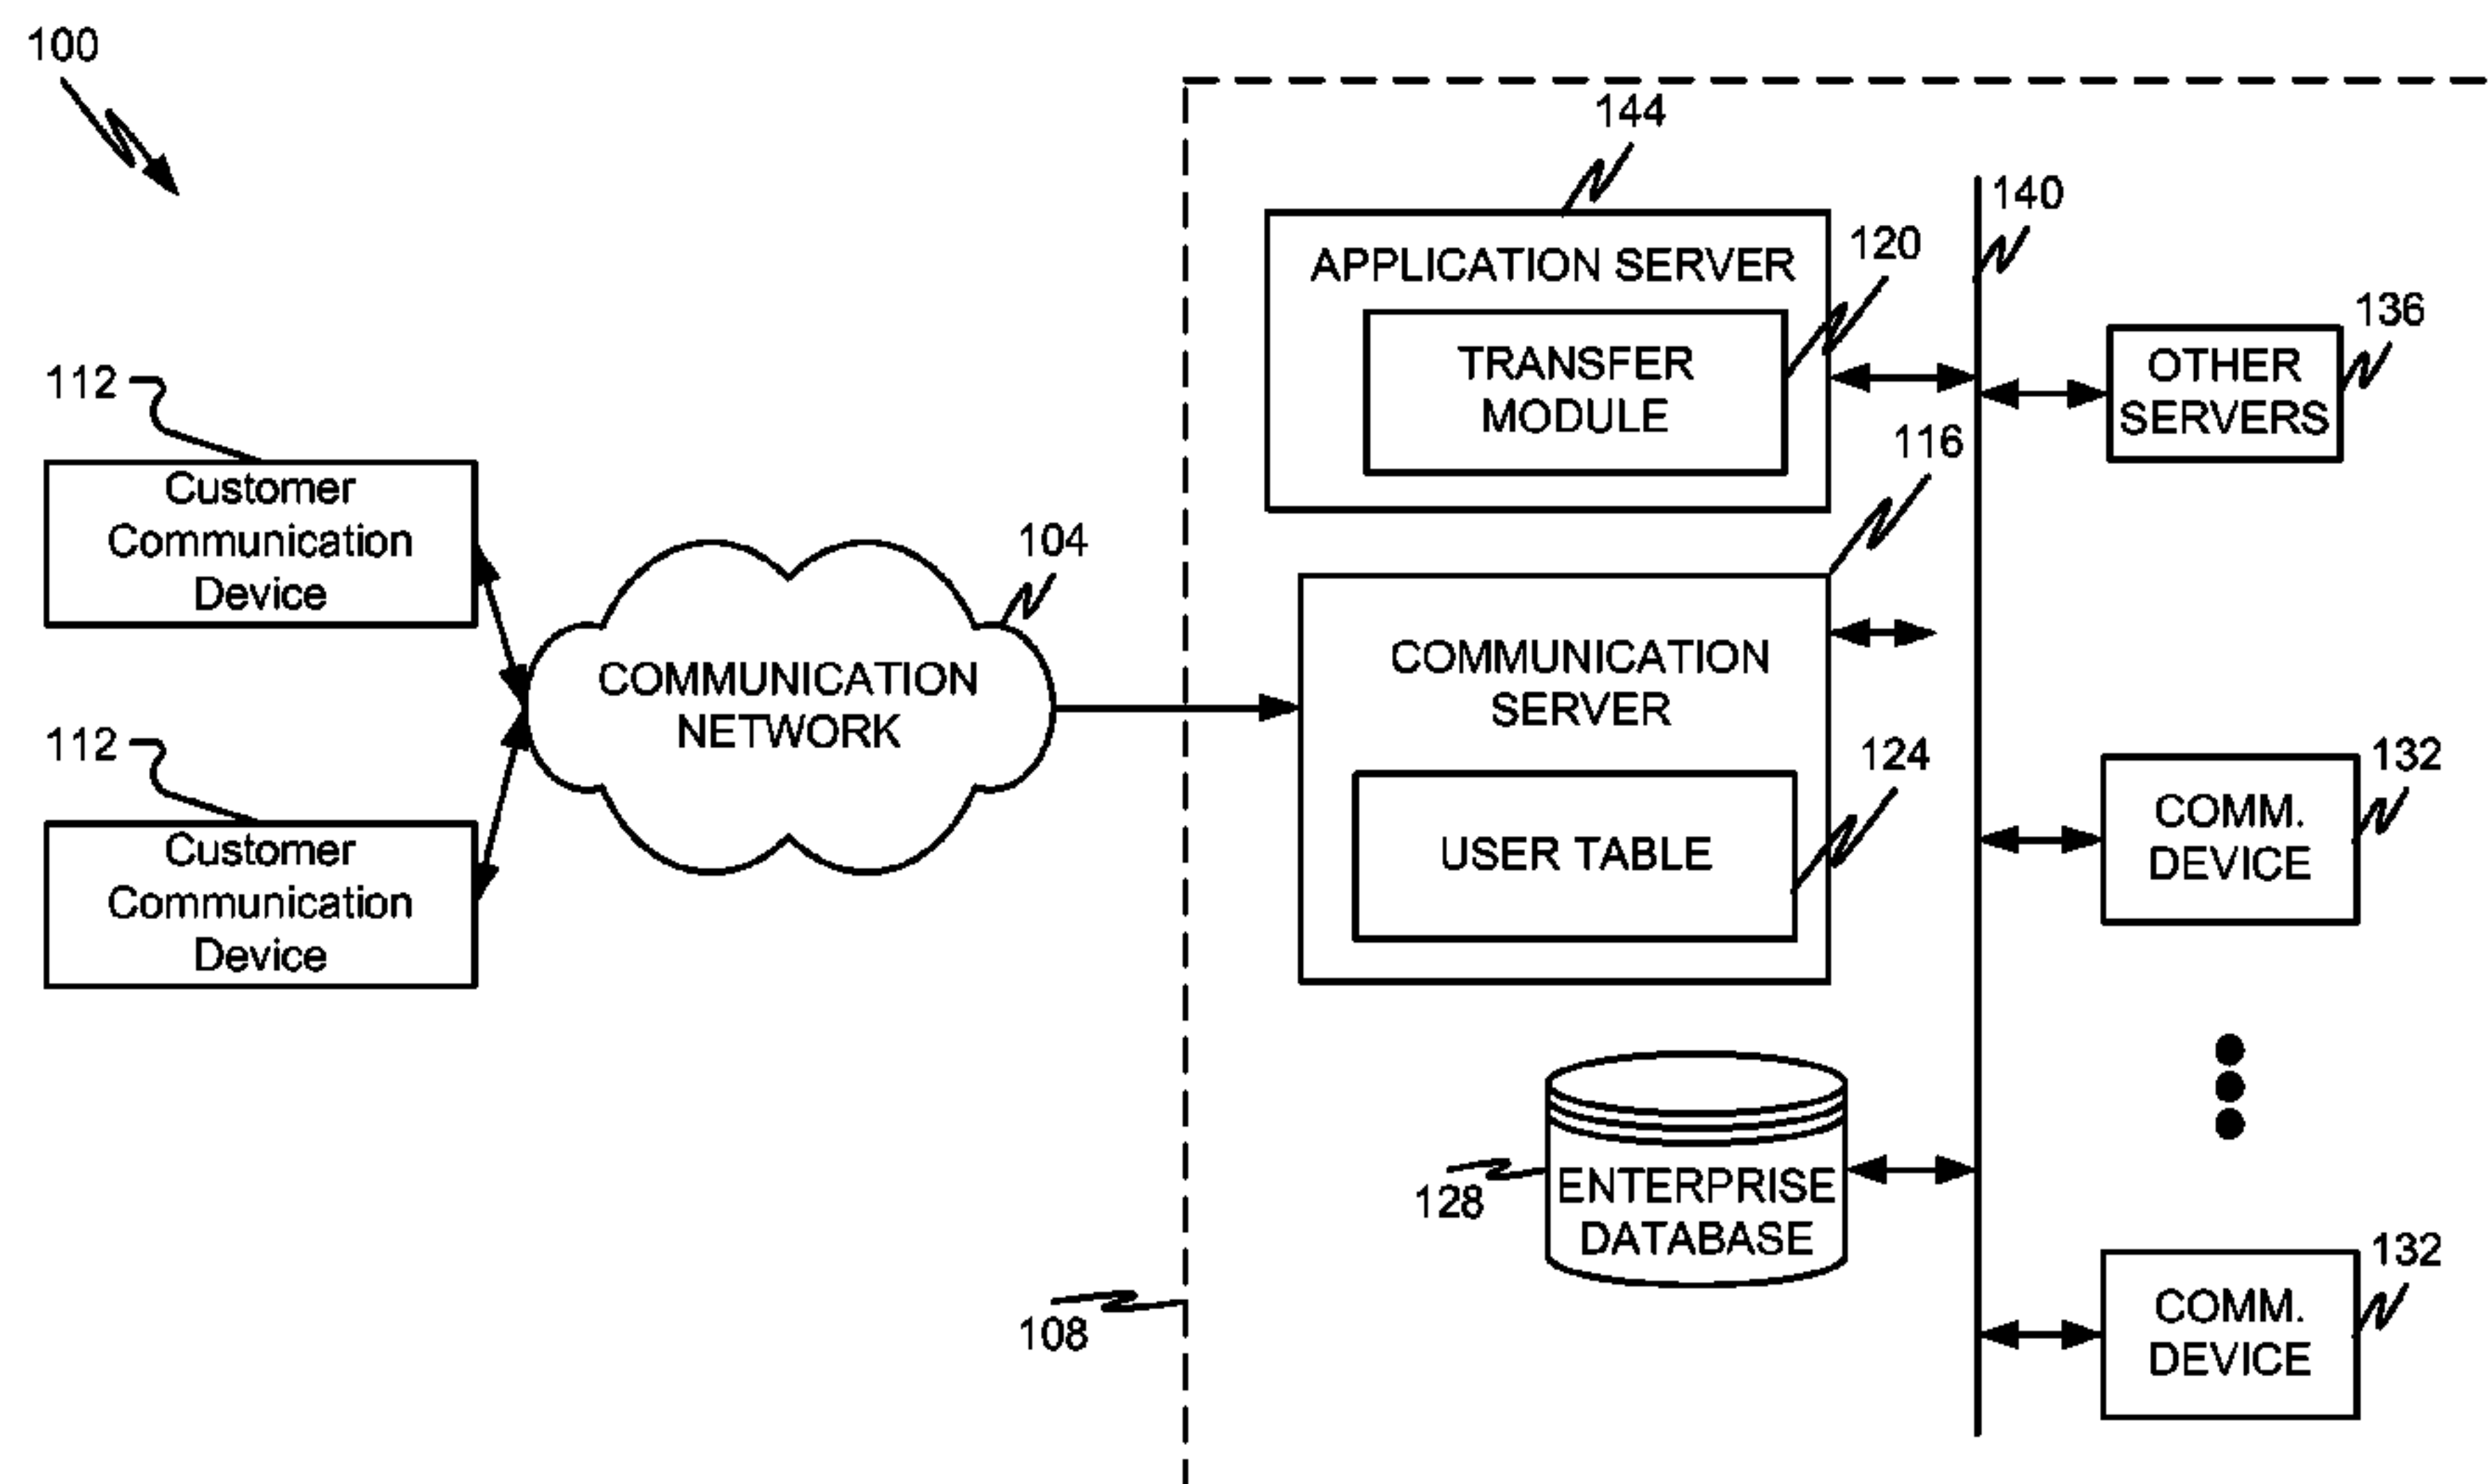 100
144
140
APPLICATION SERVER
120
TRANSFER
MODULE
136
OTHER
SERVERS
112
Customer
Communication
Device
116
104
COMMUNICATION
NETWORK
COMMUNICATION
SERVER
112
Customer
Communication
Device
124
USER TABLE
132
COMM.
DEVICE
128
ENTERPRISE
DATABASE
108
132
COMM.
DEVICE